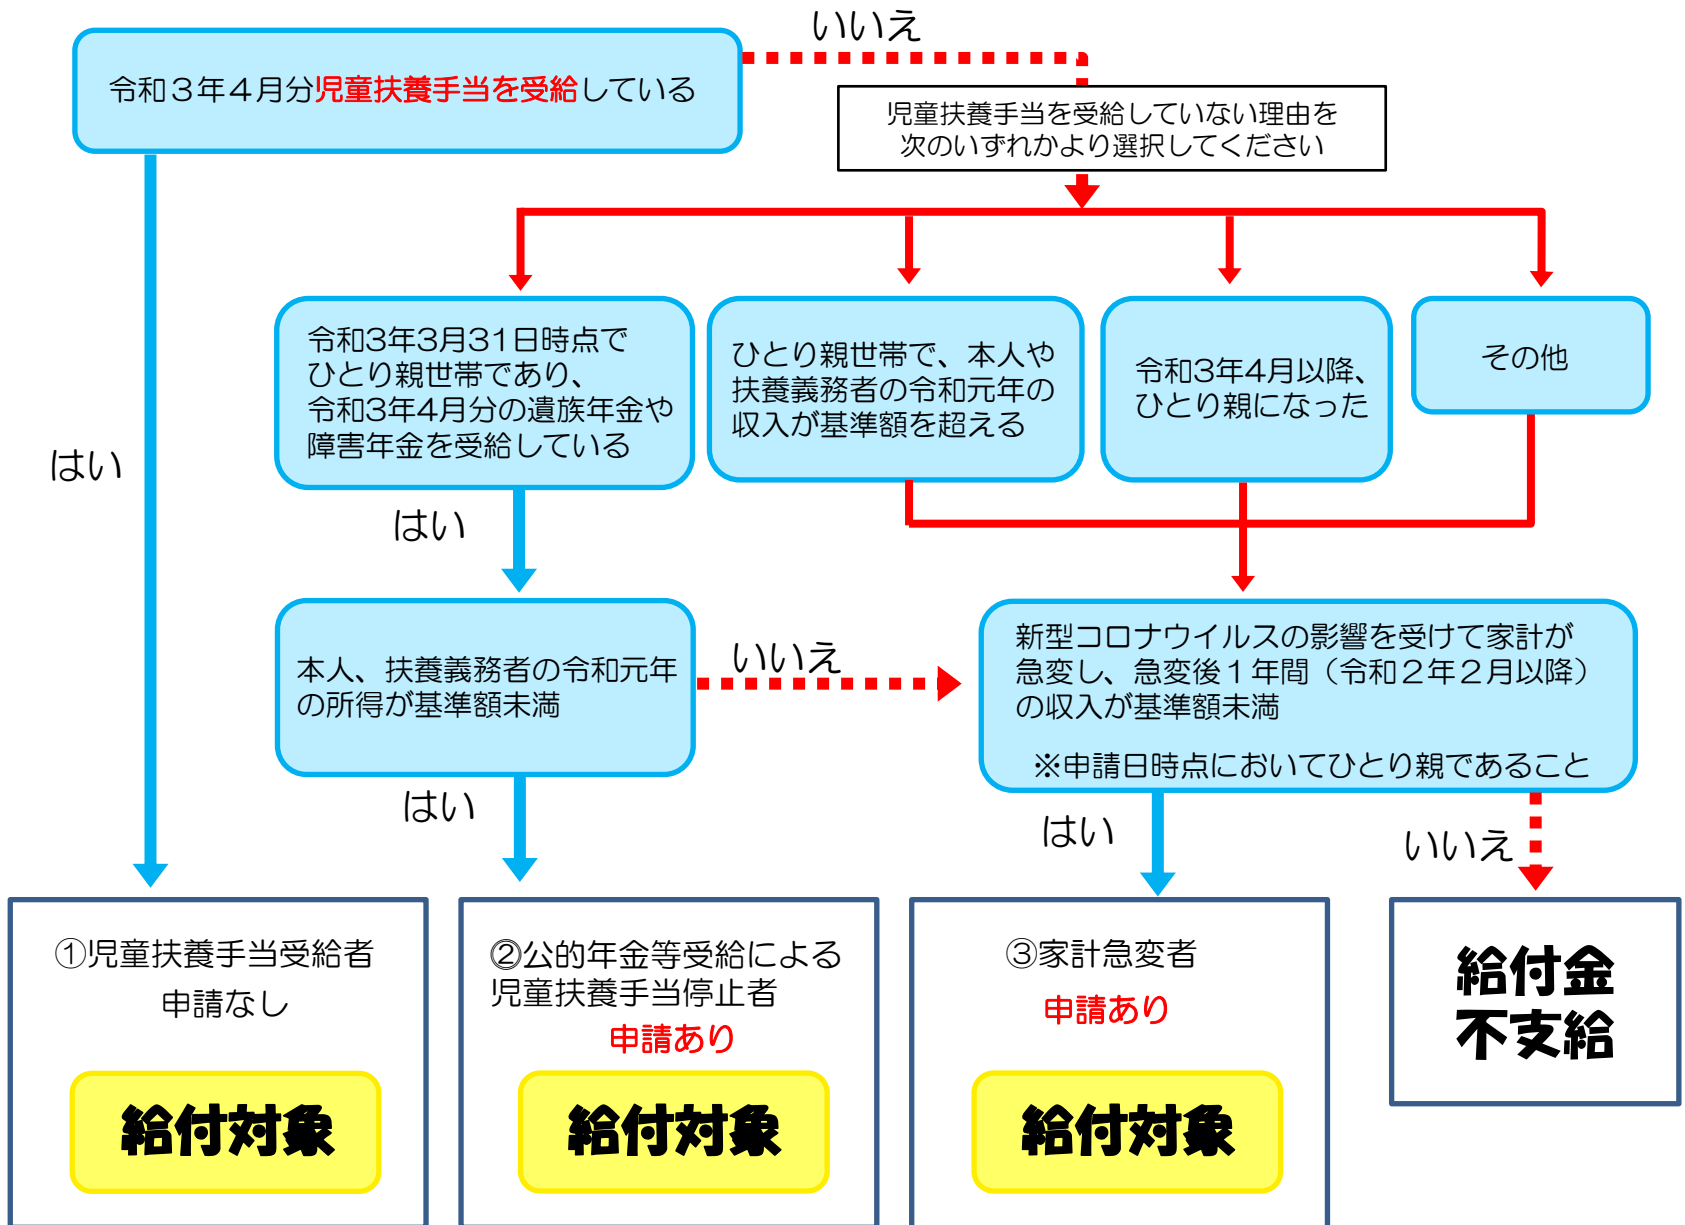 いいえ
令和３年４月分児童扶養手当を受給している
児童扶養手当を受給していない理由を
次のいずれかより選択してください
令和3年3月31日時点で
ひとり親世帯であり、
令和3年4月分の遺族年金や
障害年金を受給している
ひとり親世帯で、本人や
扶養義務者の令和元年の
収入が基準額を超える
令和3年4月以降、
ひとり親になった
その他
はい
はい
本人、扶養義務者の令和元年
の所得が基準額未満
いいえ
新型コロナウイルスの影響を受けて家計が
急変し、急変後１年間（令和２年２月以降）
の収入が基準額未満
※申請日時点においてひとり親であること
はい
はい
いいえ
①児童扶養手当受給者
申請なし
給付対象
②公的年金等受給による
児童扶養手当停止者
申請あり
給付対象
③家計急変者
申請あり
給付対象
給付金
不支給